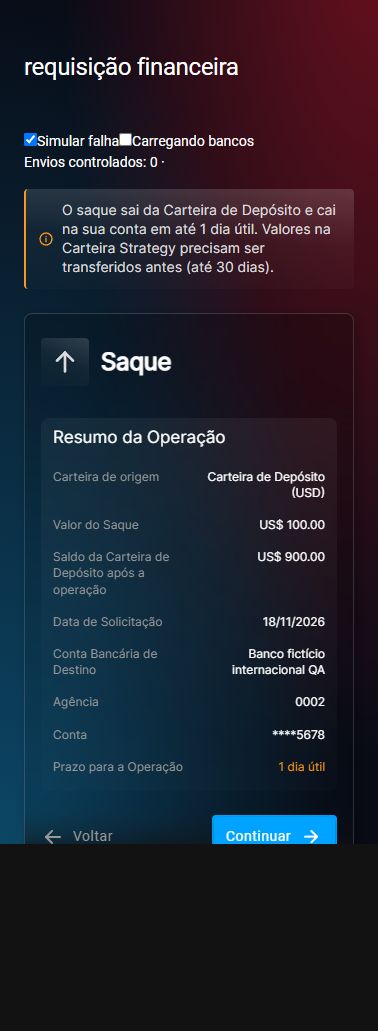 requisição financeira
Simular falha Carregando bancos
Envios controlados: 0 ·
O saque sai da Carteira de Depósito e cai
na sua conta em até 1 dia útil. Valores na
Carteira Strategy precisam ser
transferidos antes (até 30 dias).
Saque
Resumo da Operação
Carteira de origem Carteira de Depósito
(USD)
Valor do Saque US$ 100.00
Saldo da Carteira de US$ 900.00
Depósito após a
operação
Data de Solicitação 18/11/2026
Conta Bancária de Banco fictício
Destino internacional QA
Agência 0002
Conta ****5678
Prazo para a Operação 1 dia útil
Voltar Continuar